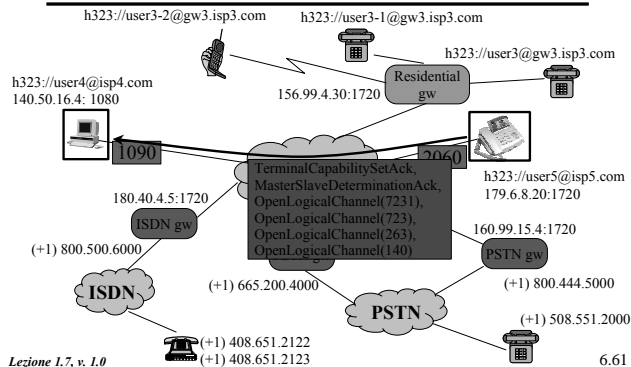 h323://user3-2@gw3.isp3.com
h323://user3-1@gw3.isp3.com
h323://user3@gw3.isp3.com
h323://user4@isp4.com
140.50.16.4: 1080
156.99.4.30:1720
Residential
gw
1090
2060
TerminalCapabilitySetAck,
MasterSlaveDeterminationAck,
OpenLogicalChannel(7231),
OpenLogicalChannel(723),
OpenLogicalChannel(263),
OpenLogicalChannel(140)
h323://user5@isp5.com
179.6.8.20:1720
180.40.4.5:1720
ISDN gw
160.99.15.4:1720
PSTN gw
(+1) 800.500.6000
(+1) 665.200.4000
(+1) 800.444.5000
ISDN
PSTN
(+1) 508.551.2000
(+1) 408.651.2122
(+1) 408.651.2123
Lezione 1.7, v. 1.0
6.61